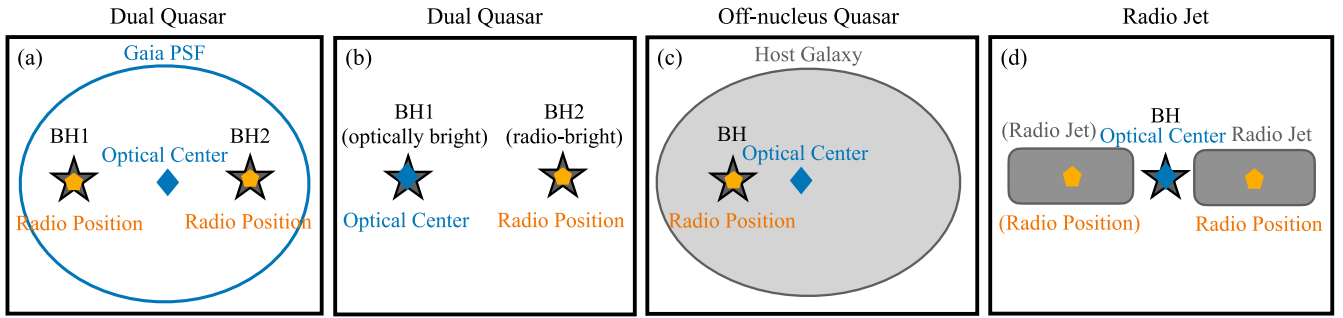 Dual Quasar
(a)
Gaia PSF
BH1
BH2
Optical Center
Radio Position
Radio Position
Dual Quasar
(b)
BH1
(optically bright)
BH2
(radio-bright)
Optical Center
Radio Position
Off-nucleus Quasar
(c)
Host Galaxy
BH
Optical Center
Radio Position
Radio Jet
(d)
BH
(Radio Jet)
Optical Center
Radio Jet
(Radio Position)
Radio Position